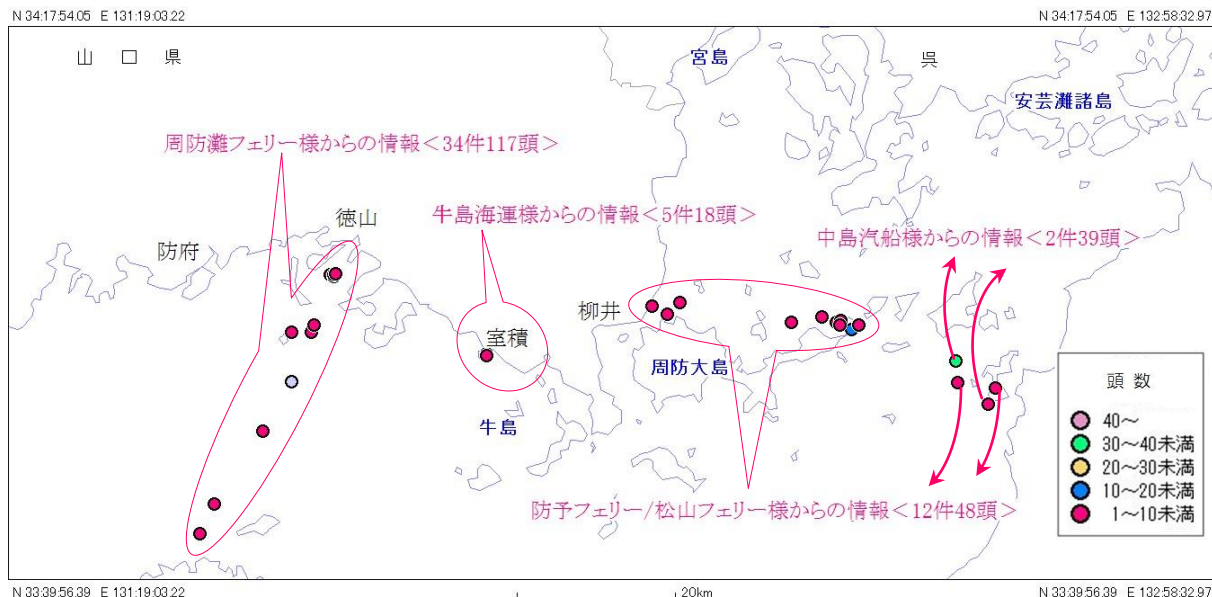 N 34:17:54.05 E 131:19:03.22
N 34:17:54.05 E 132:58:32.97
山口県
宮島
呉
安芸灘諸島
周防灘フェリー様からの情報<34件117頭>
徳山
牛島海運様からの情報<5件18頭>
中島汽船様からの情報<2件39頭>
防府
柳井
室積
周防大島
牛島
頭数
40～
30～40未満
20～30未満
10～20未満
1～10未満
防予フェリー/松山フェリー様からの情報<12件48頭>
N 33:39:56.39 E 131:19:03.22
20km
N 33:39:56.39 E 132:58:32.97